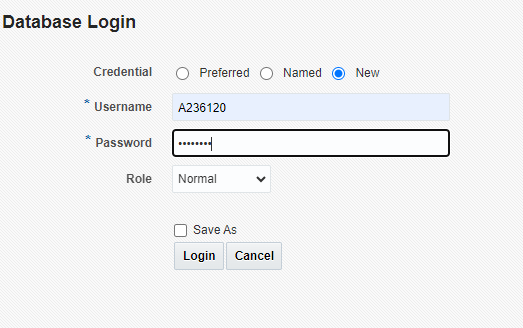 Database Login
Credential Preferred Named New
* Username A236120
* Password ••••••••
Role Normal
Save As
Login Cancel